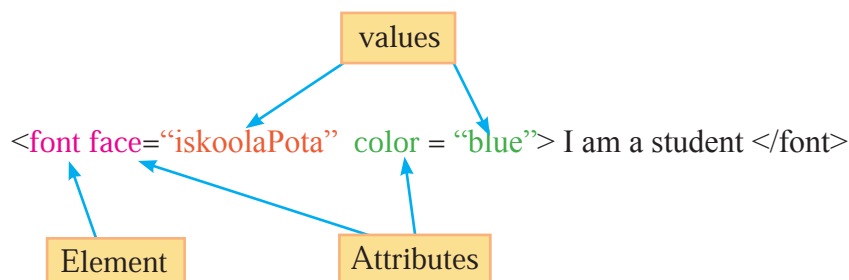 values
<font face=“iskoolaPota” color = “blue”> I am a student </font>
Element
Attributes